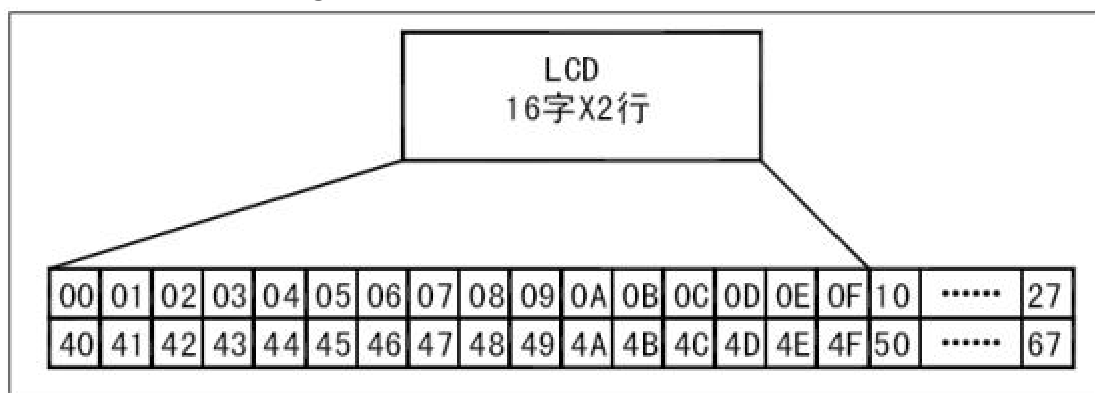 LCD
16字X2行
00 01 02 03 04 05 06 07 08 09 0A 0B 0C 0D 0E 0F 10 ······ 27
40 41 42 43 44 45 46 47 48 49 4A 4B 4C 4D 4E 4F 50 ······ 67